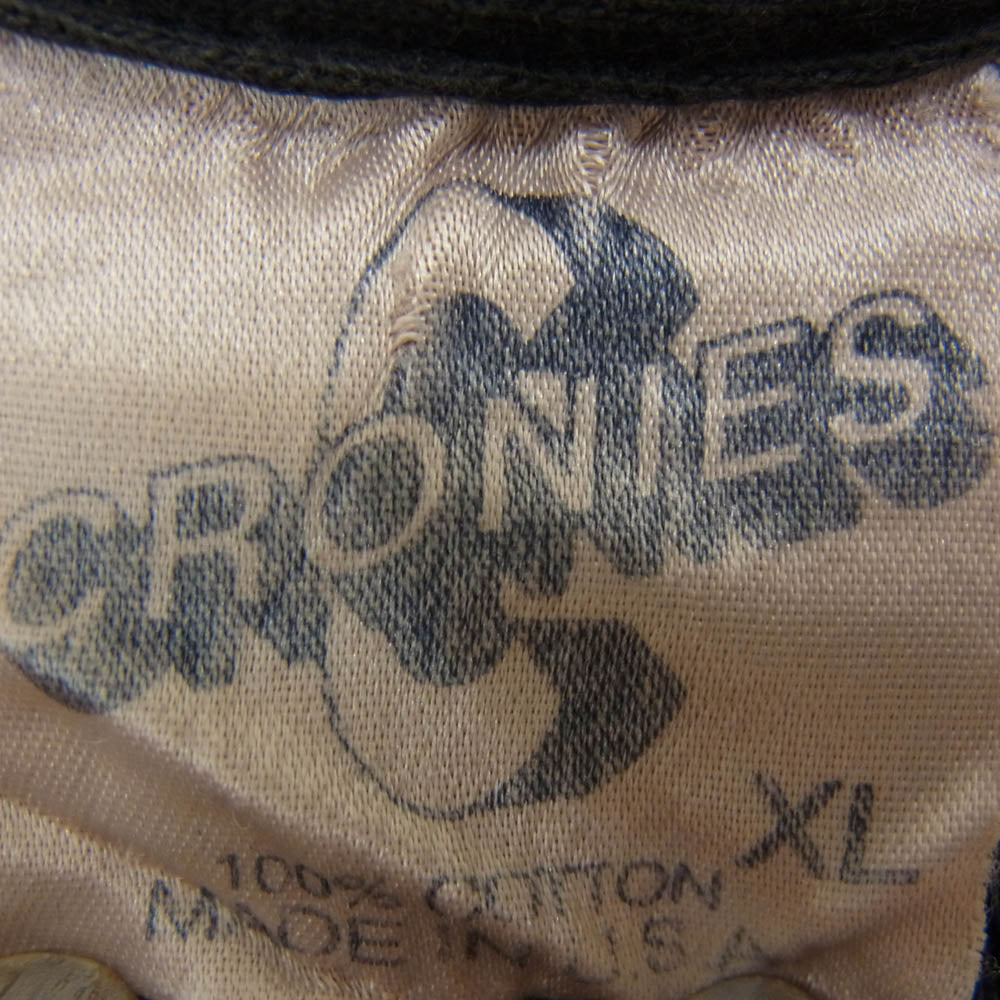 CRONIES
XL
100% COTTON
MADE IN U.S.A